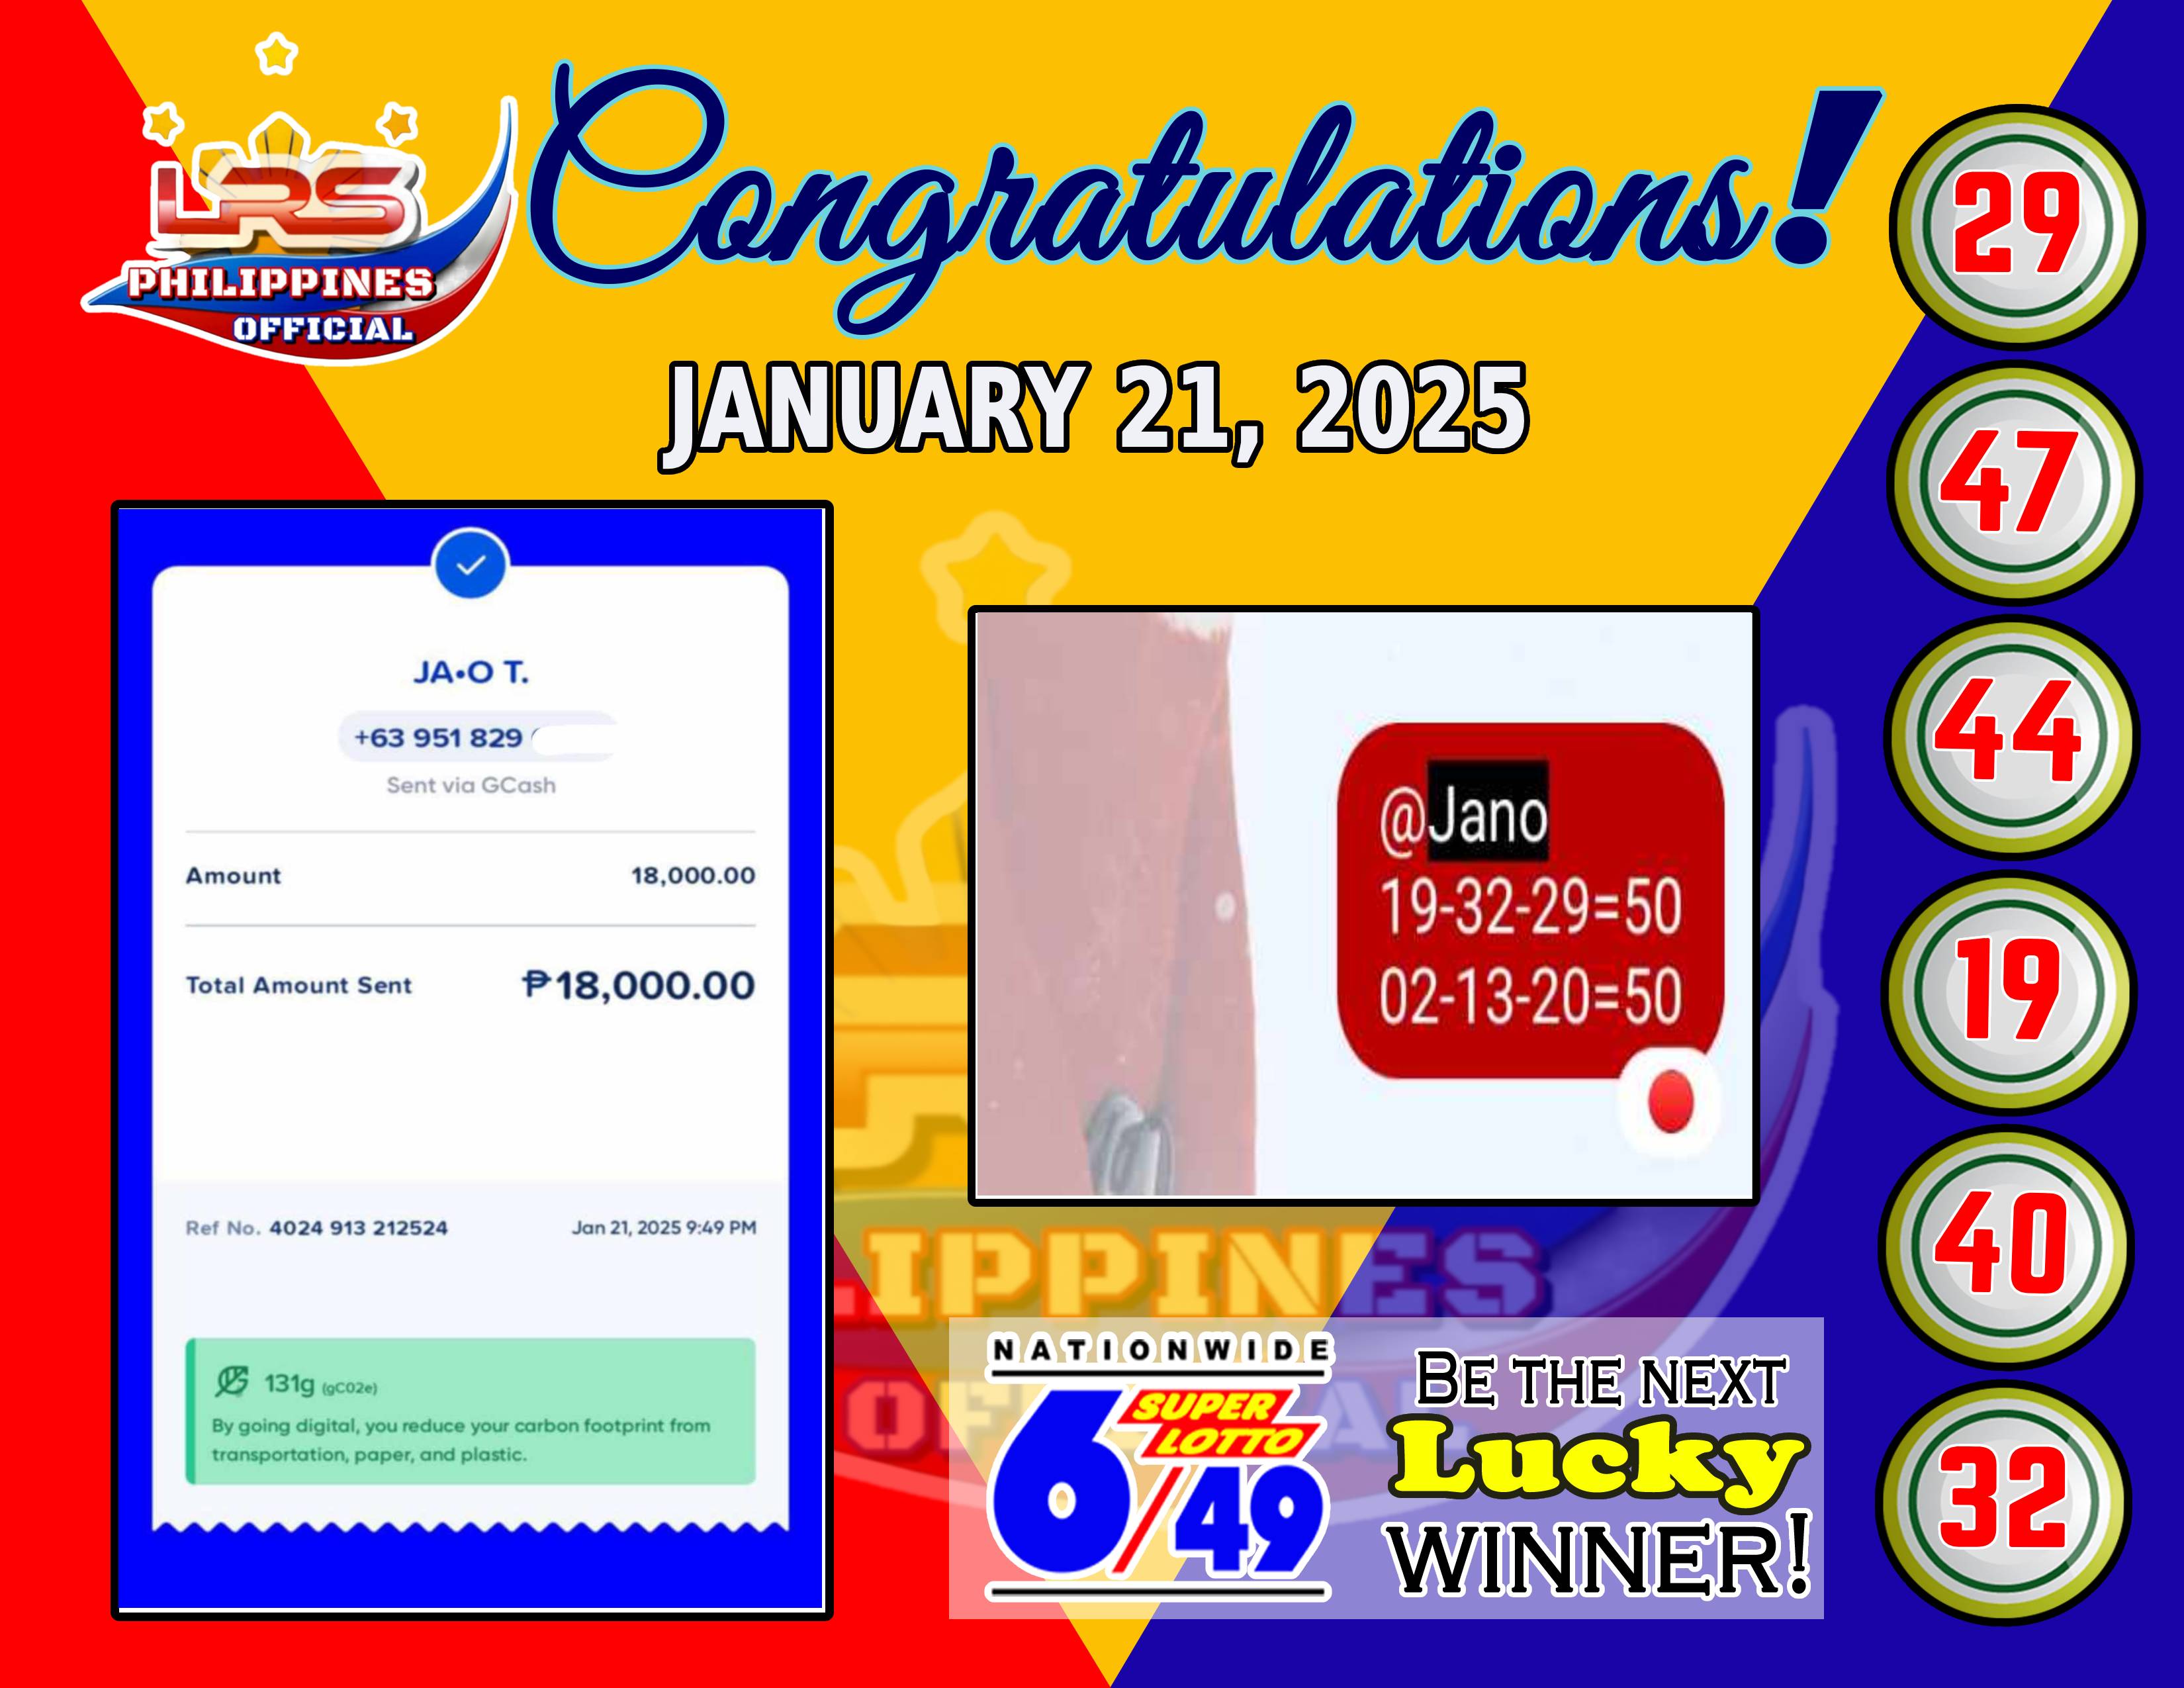 LRS
PHILIPPINES
OFFICIAL
Congratulations!
JANUARY 21, 2025
JA•O T.
+63 951 829
Sent via GCash
Amount 18,000.00
Total Amount Sent ₱18,000.00
Ref No. 4024 913 212524 Jan 21, 2025 9:49 PM
131g (gCO2e)
By going digital, you reduce your carbon footprint from
transportation, paper, and plastic.
@Jano
19-32-29=50
02-13-20=50
NATIONWIDE
SUPER
LOTTO
6/49
BE THE NEXT
Lucky
WINNER!
29
47
44
19
40
32